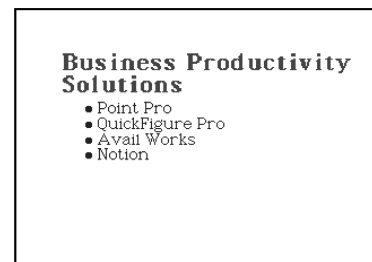 Business Productivity
Solutions
• Point Pro
• QuickFigure Pro
• Avail Works
• Notion